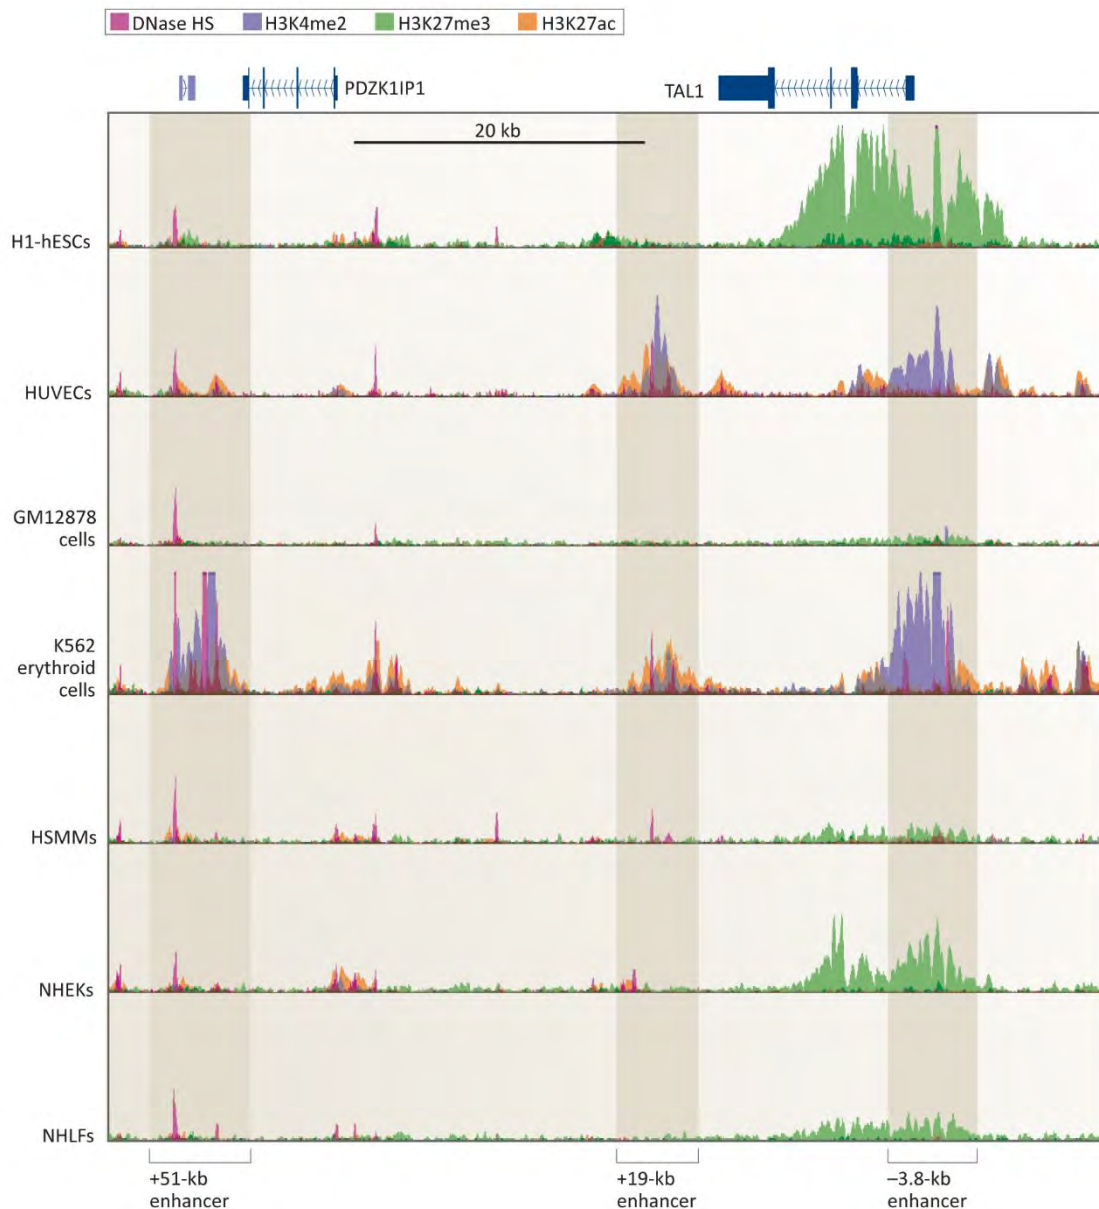 DNase HS H3K4me2 H3K27me3 H3K27ac
PDZK1IP1
TAL1
20 kb
H1-hESCs
HUVECs
GM12878
cells
K562
erythroid
cells
HSMMs
NHEKs
NHLFs
+51-kb
enhancer
+19-kb
enhancer
–3.8-kb
enhancer